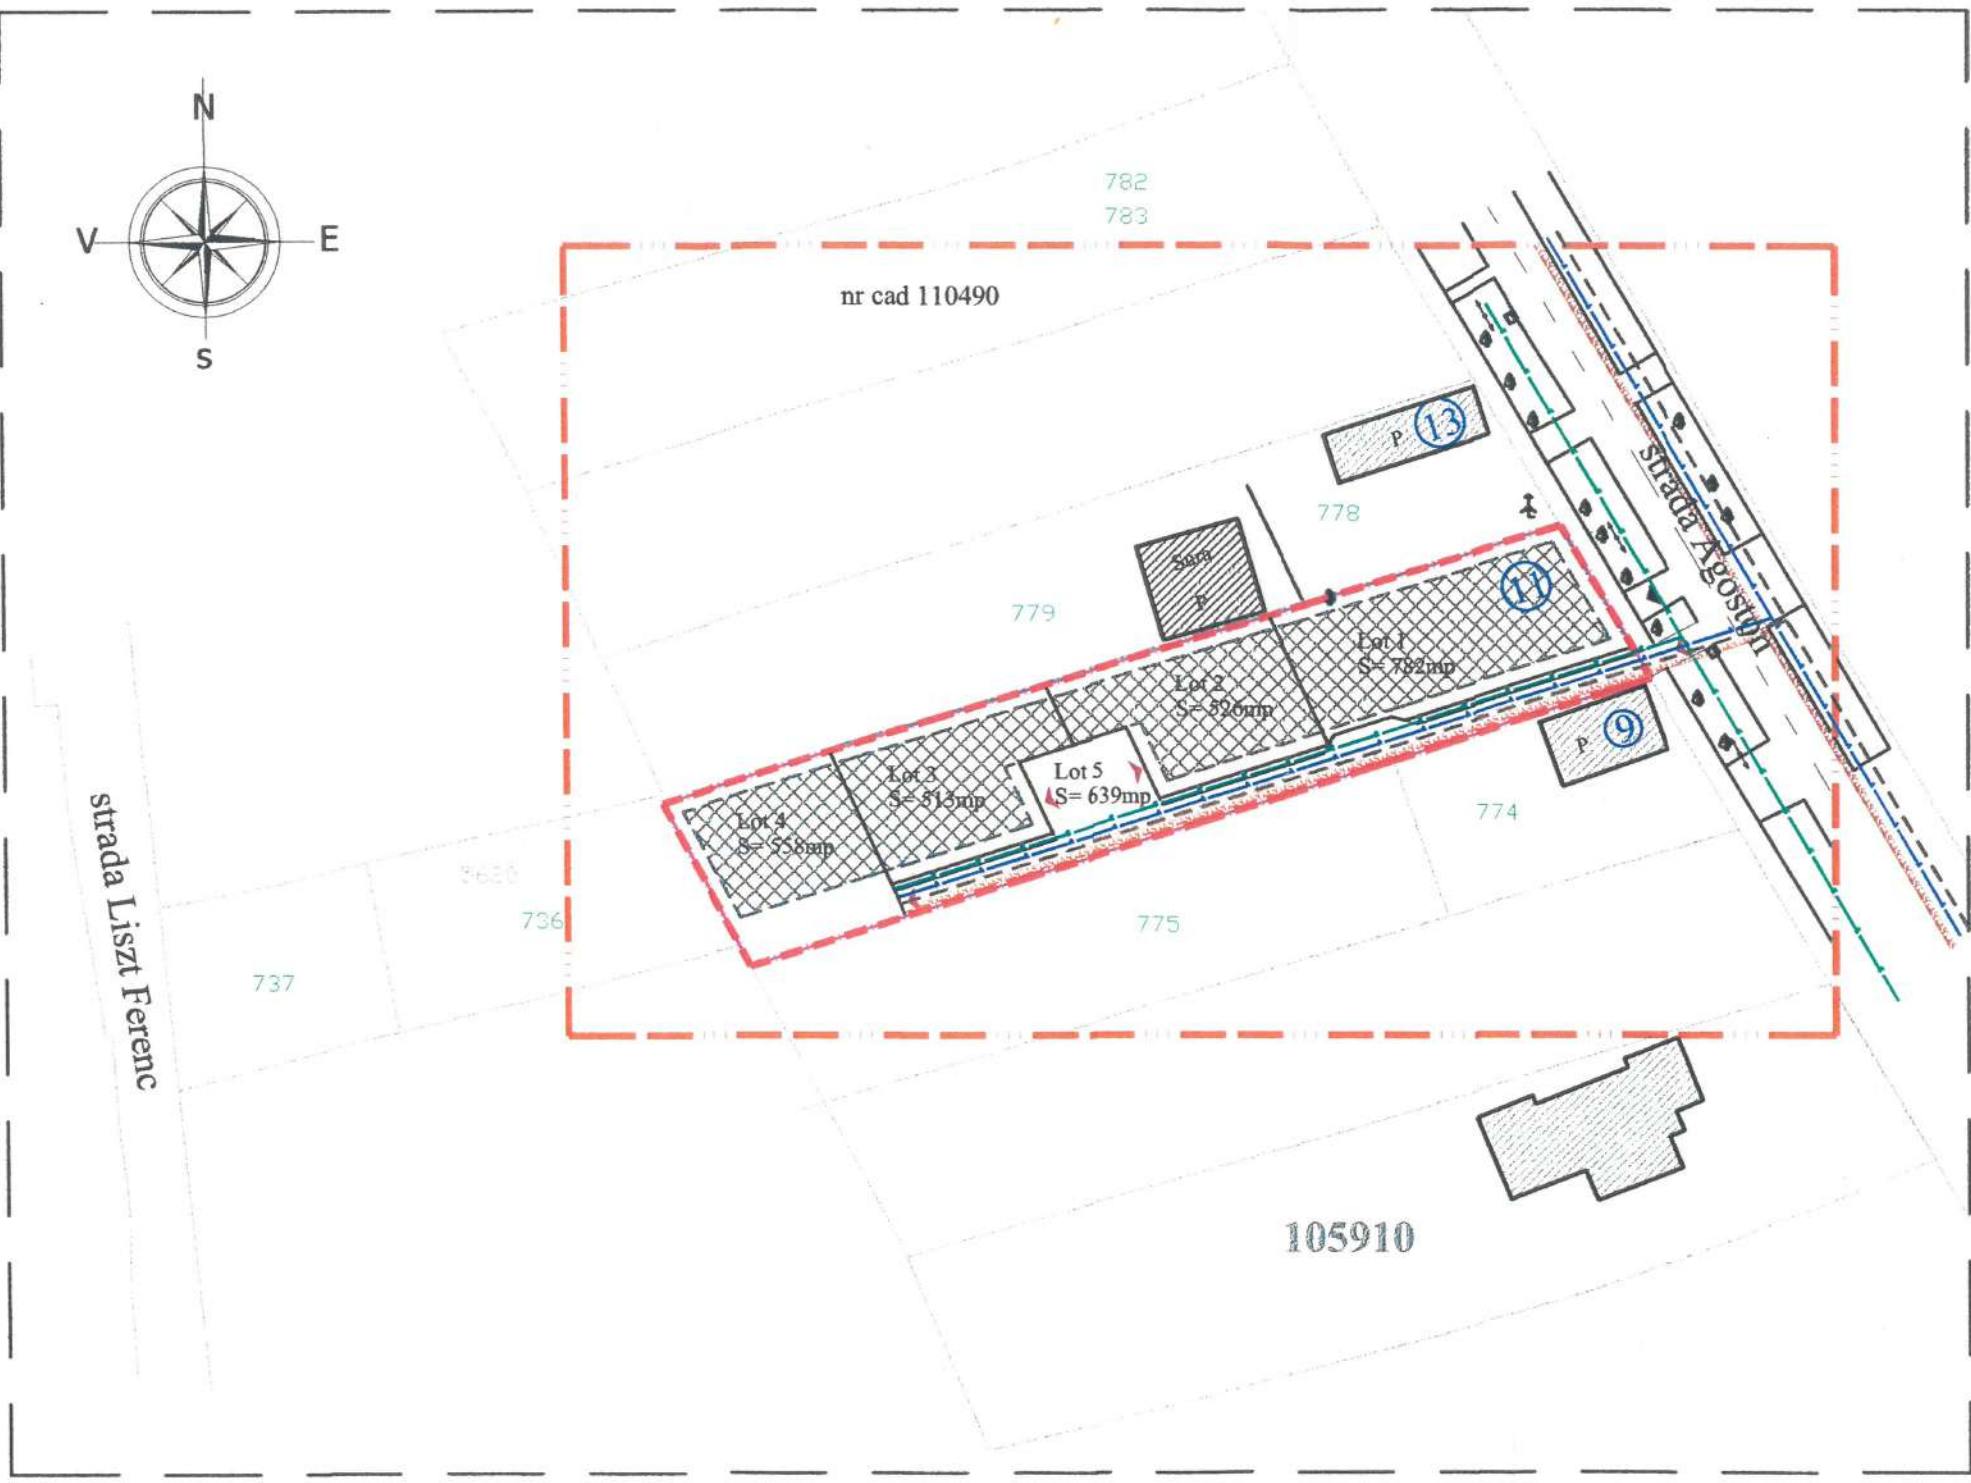 N
V
E
S
782
783
nr cad 110490
13
P
778
strada Agoston
Sura
P
11
779
Lot 1
S= 782mp
Lot 2
S= 526mp
9
P
Lot 3
S= 513mp
Lot 5
S= 639mp
Lot 4
S= 558mp
774
736
775
737
strada Liszt Ferenc
105910